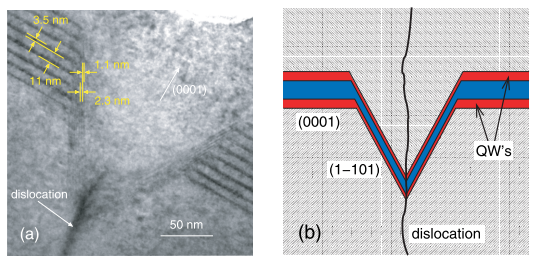 3.5 nm
1.1 nm
(0001)
11 nm
2.3 nm
dislocation
50 nm
(a)
(0001)
QW's
(1–101)
(b)
dislocation